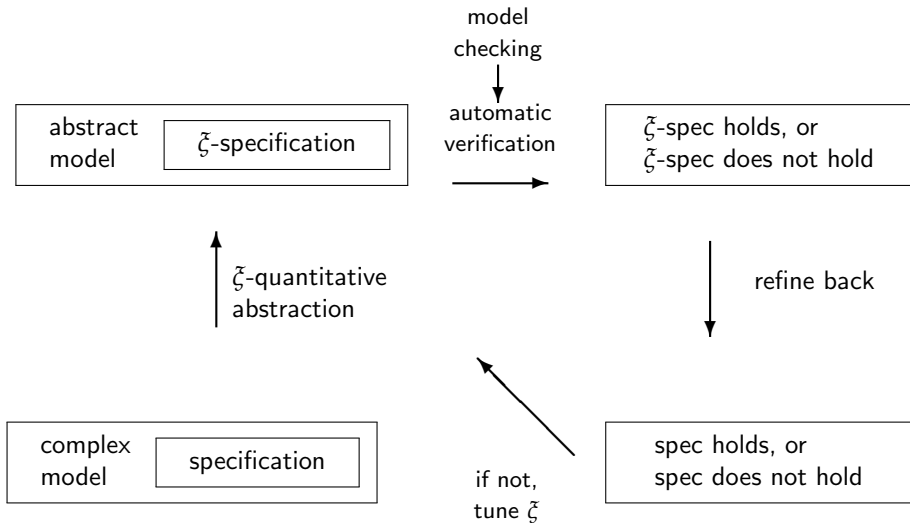 model
checking
abstract
model
ξ-specification
automatic
verification
ξ-spec holds, or
ξ-spec does not hold
ξ-quantitative
abstraction
refine back
complex
model
specification
if not,
tune ξ
spec holds, or
spec does not hold